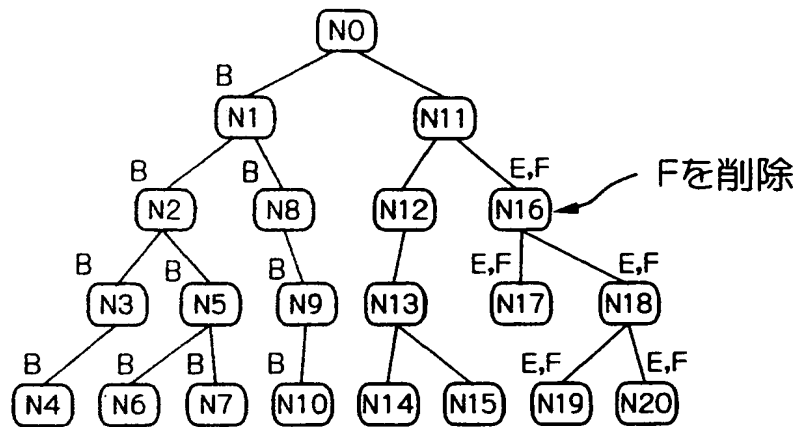 N0
B
N1 N11
B B E,F Fを削除
N2 N8 N12 N16
B B B E,F E,F
N3 N5 N9 N13 N17 N18
B B B B E,F E,F
N4 N6 N7 N10 N14 N15 N19 N20